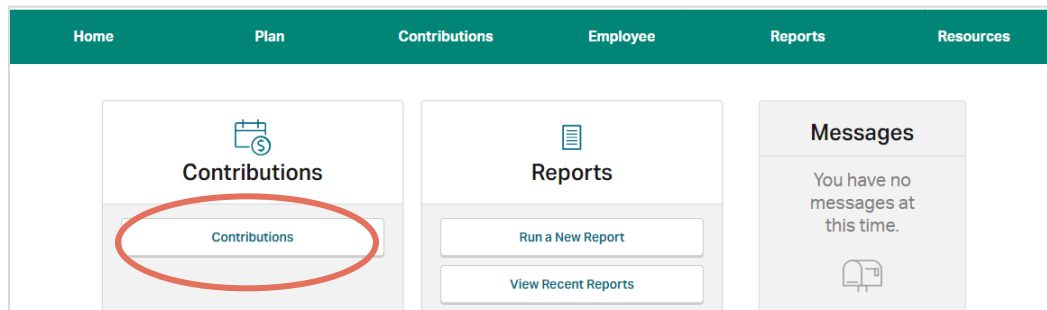 Home Plan Contributions Employee Reports Resources
Contributions
Contributions
Reports
Run a New Report
View Recent Reports
Messages
You have no
messages at
this time.